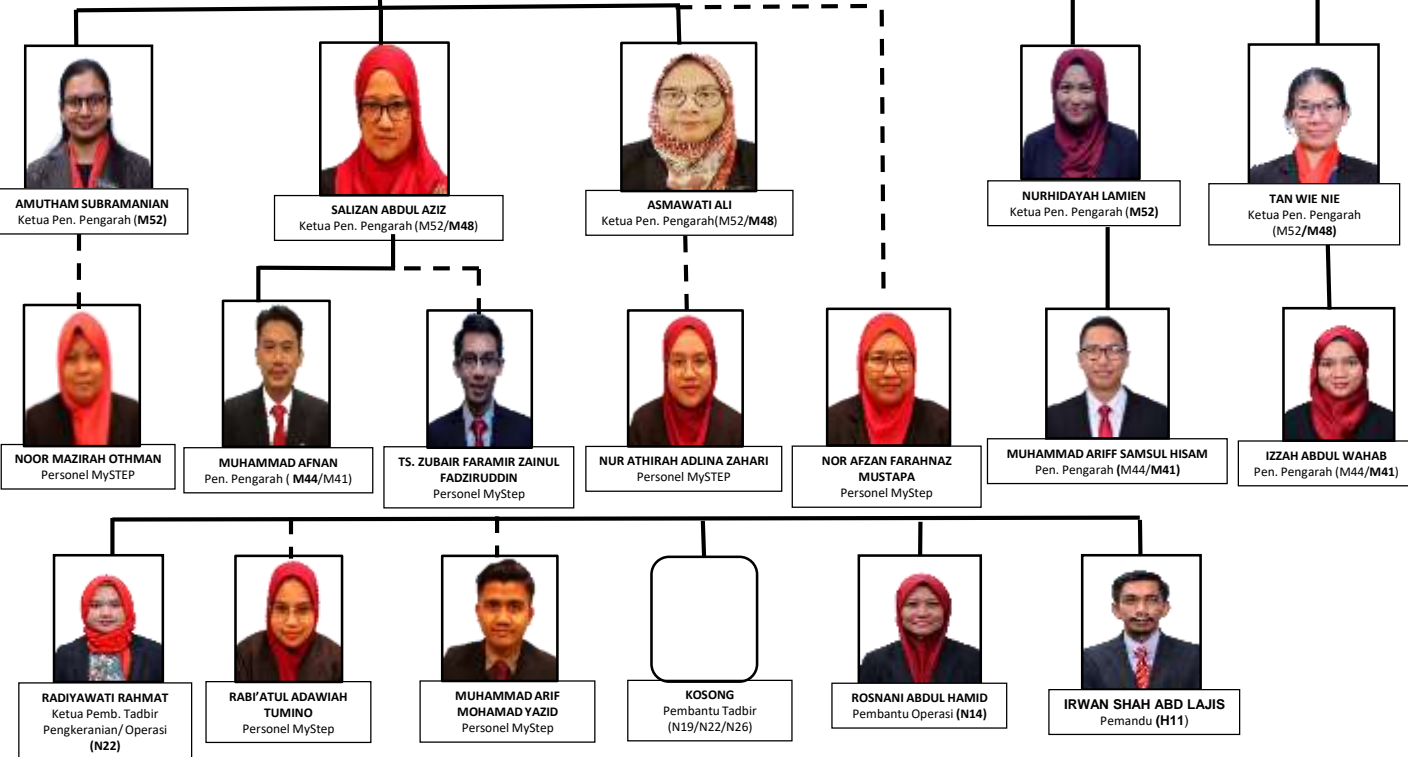 AMUTHAM SUBRAMANIAN
Ketua Pen. Pengarah (M52)
SALIZAN ABDUL AZIZ
Ketua Pen. Pengarah (M52/M48)
ASMAWATI ALI
Ketua Pen. Pengarah(M52/M48)
NURHIDAYAH LAMIEN
Ketua Pen. Pengarah (M52)
TAN WIE NIE
Ketua Pen. Pengarah
(M52/M48)
NOOR MAZIRAH OTHMAN
Personel MySTEP
MUHAMMAD AFNAN
Pen. Pengarah ( M44/M41)
TS. ZUBAIR FARAMIR ZAINUL
FADZIRUDDIN
Personel MyStep
NUR ATHIRAH ADLINA ZAHARI
Personel MySTEP
NOR AFZAN FARAHNAZ
MUSTAPA
Personel MyStep
MUHAMMAD ARIFF SAMSUL HISAM
Pen. Pengarah (M44/M41)
IZZAH ABDUL WAHAB
Pen. Pengarah (M44/M41)
RADIYAWATI RAHMAT
Ketua Pemb. Tadbir
Pengkeranian/ Operasi
(N22)
RABI’ATUL ADAWIAH
TUMINO
Personel MyStep
MUHAMMAD ARIF
MOHAMAD YAZID
Personel MyStep
KOSONG
Pembantu Tadbir
(N19/N22/N26)
ROSNANI ABDUL HAMID
Pembantu Operasi (N14)
IRWAN SHAH ABD LAJIS
Pemandu (H11)